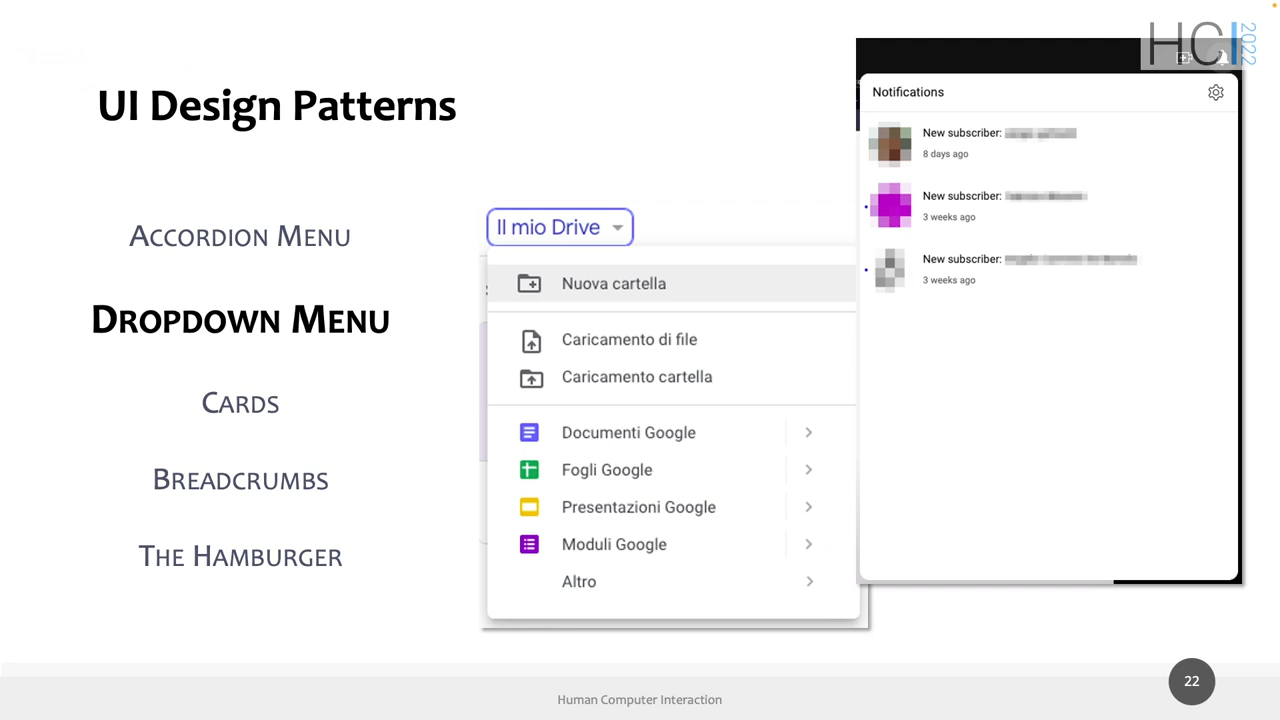 HCI 2022
UI Design Patterns
Accordion Menu
Dropdown Menu
Cards
Breadcrumbs
The Hamburger
Il mio Drive
Nuova cartella
Caricamento di file
Caricamento cartella
Documenti Google
Fogli Google
Presentazioni Google
Moduli Google
Altro
Notifications
New subscriber:
8 days ago
New subscriber:
3 weeks ago
New subscriber:
3 weeks ago
Human Computer Interaction
22